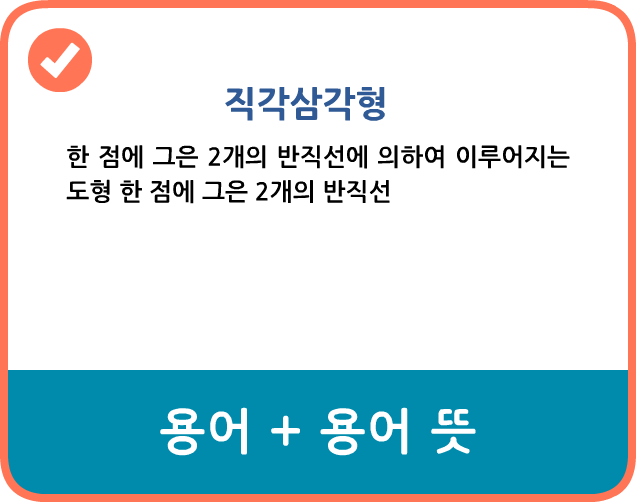 직각삼각형
한 점에 그은 2개의 반직선에 의하여 이루어지는
도형 한 점에 그은 2개의 반직선
용어 + 용어 뜻